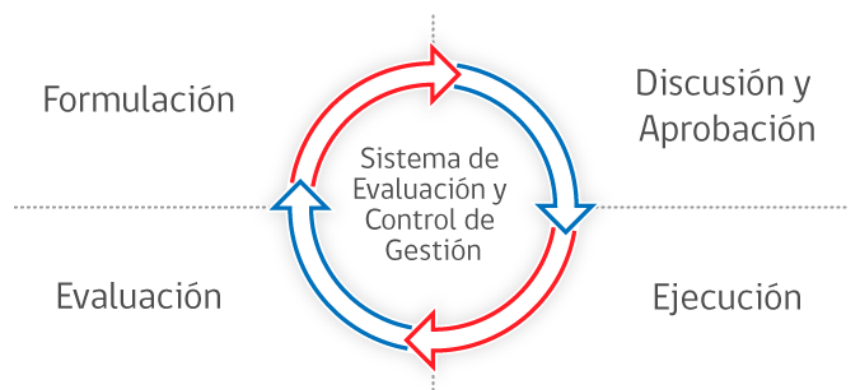 Formulación
Discusión y
Aprobación
Sistema de
Evaluación y
Control de
Gestión
Evaluación
Ejecución